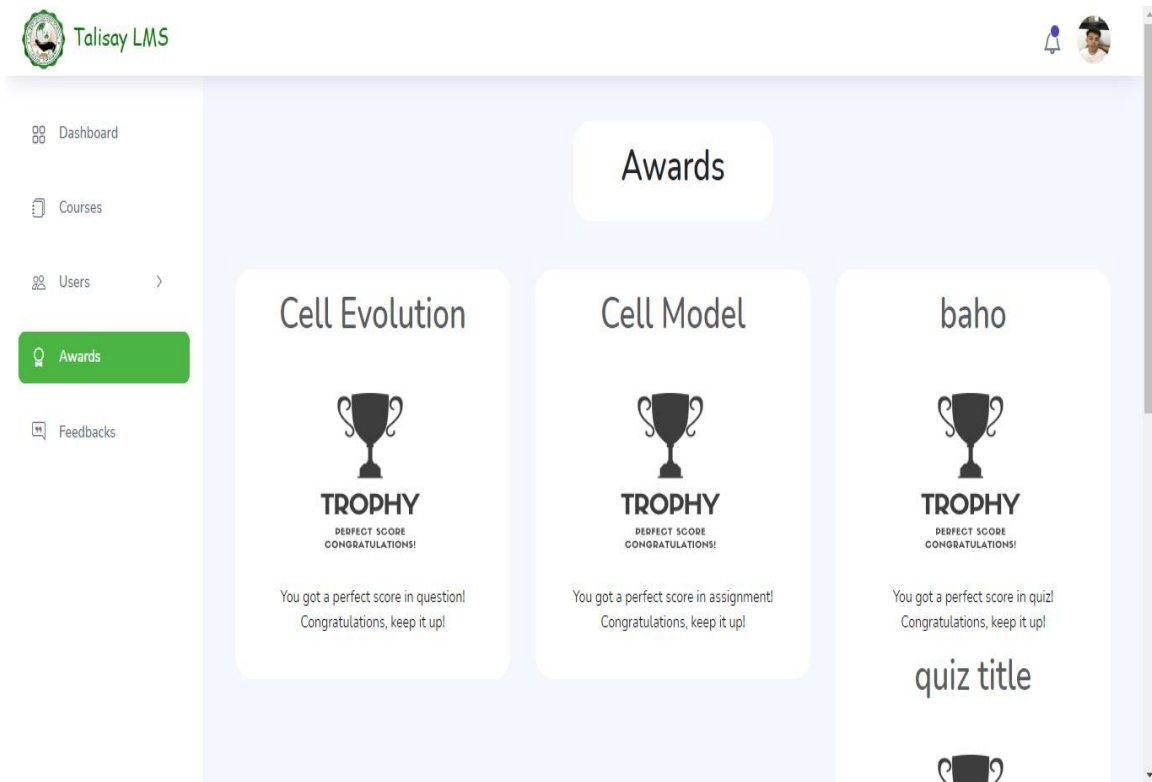 Talisay LMS
Dashboard
Courses
Users
Awards
Feedbacks
Awards
Cell Evolution
TROPHY
PERFECT SCORE
CONGRATULATIONS!
You got a perfect score in question!
Congratulations, keep it up!
Cell Model
TROPHY
PERFECT SCORE
CONGRATULATIONS!
You got a perfect score in assignment!
Congratulations, keep it up!
baho
TROPHY
PERFECT SCORE
CONGRATULATIONS!
You got a perfect score in quiz!
Congratulations, keep it up!
quiz title